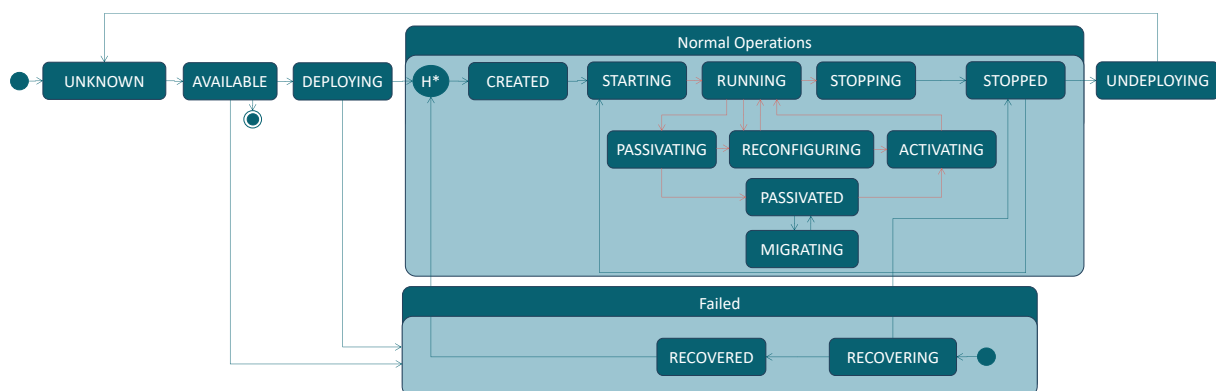 Normal Operations
UNKNOWN
AVAILABLE
DEPLOYING
H*
CREATED
STARTING
RUNNING
STOPPING
STOPPED
UNDEPLOYING
PASSIVATING
RECONFIGURING
ACTIVATING
PASSIVATED
MIGRATING
Failed
RECOVERED
RECOVERING